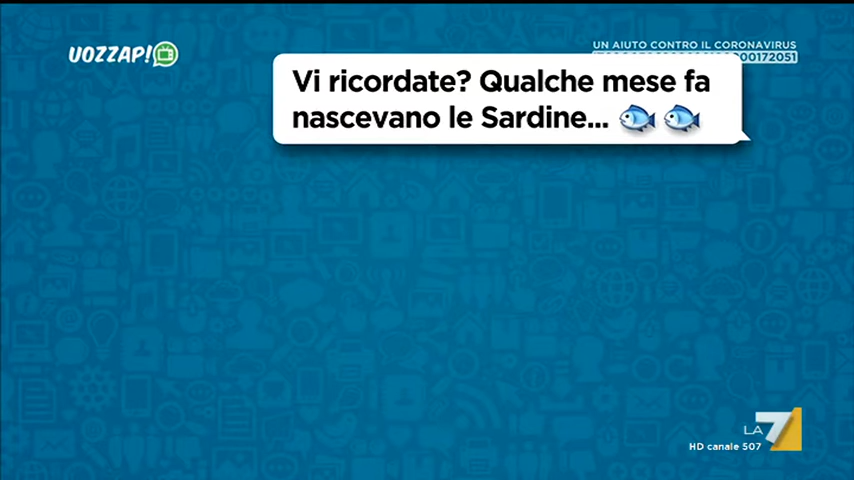 UOZZAP!
UN AIUTO CONTRO IL CORONAVIRUS
Vi ricordate? Qualche mese fa
nascevano le Sardine... 🐟 🐟
LA7
HD canale 507